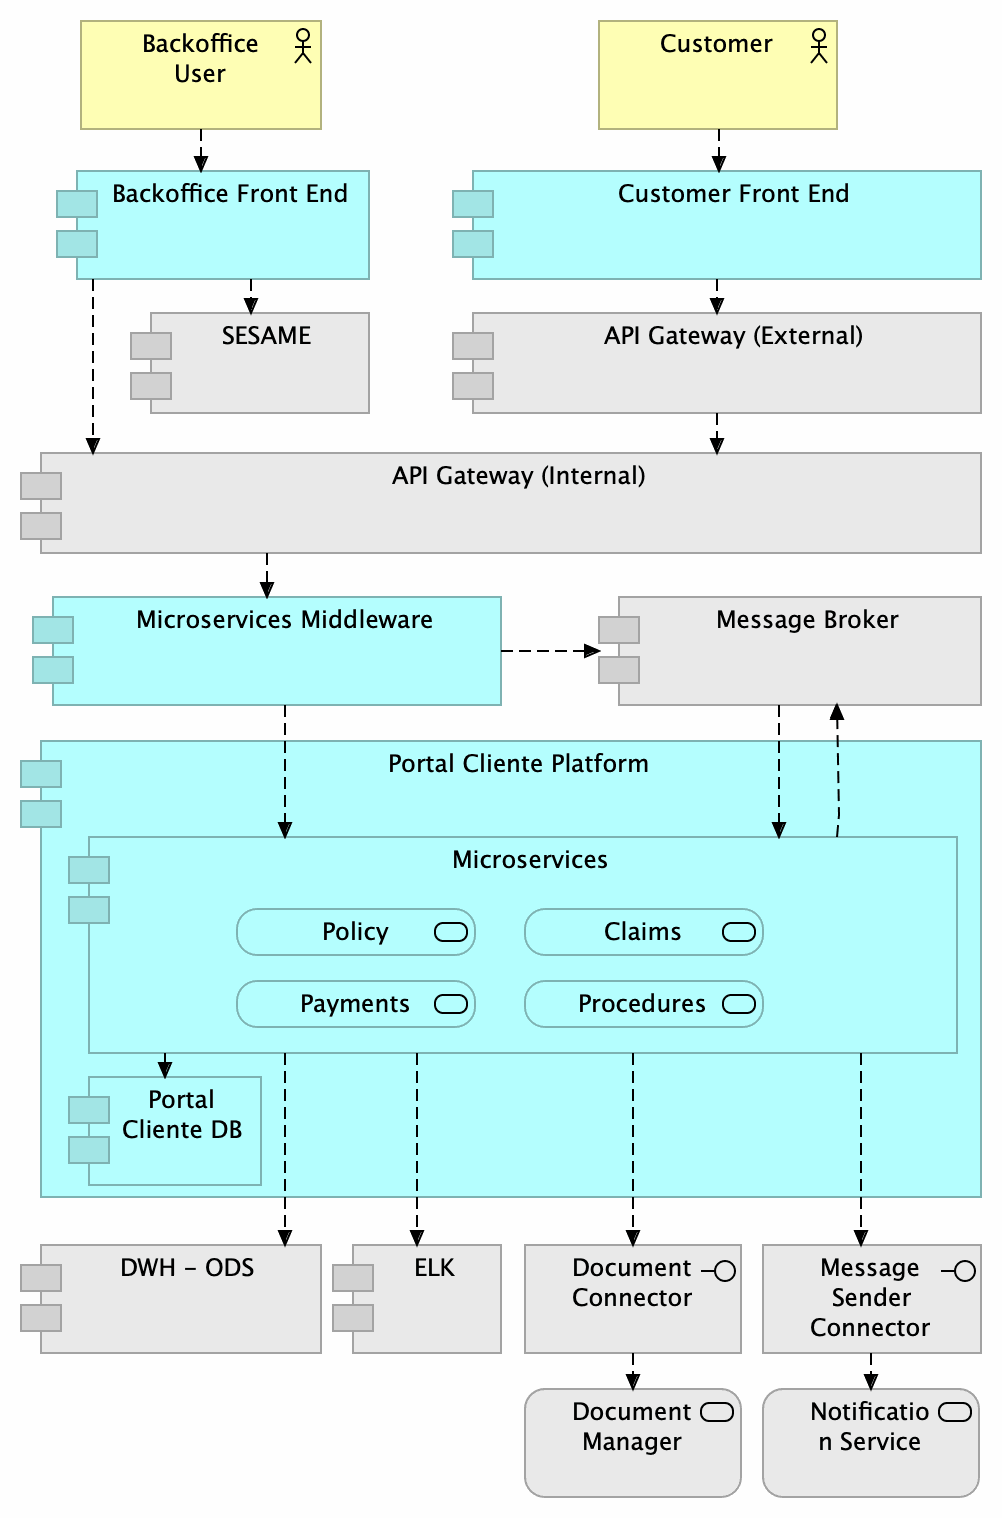 Backoffice
User
Customer
Backoffice Front End
Customer Front End
SESAME
API Gateway (External)
API Gateway (Internal)
Microservices Middleware
Message Broker
Portal Cliente Platform
Microservices
Policy
Claims
Payments
Procedures
Portal
Cliente DB
DWH – ODS
ELK
Document
Connector
Message
Sender
Connector
Document
Manager
Notificatio
n Service